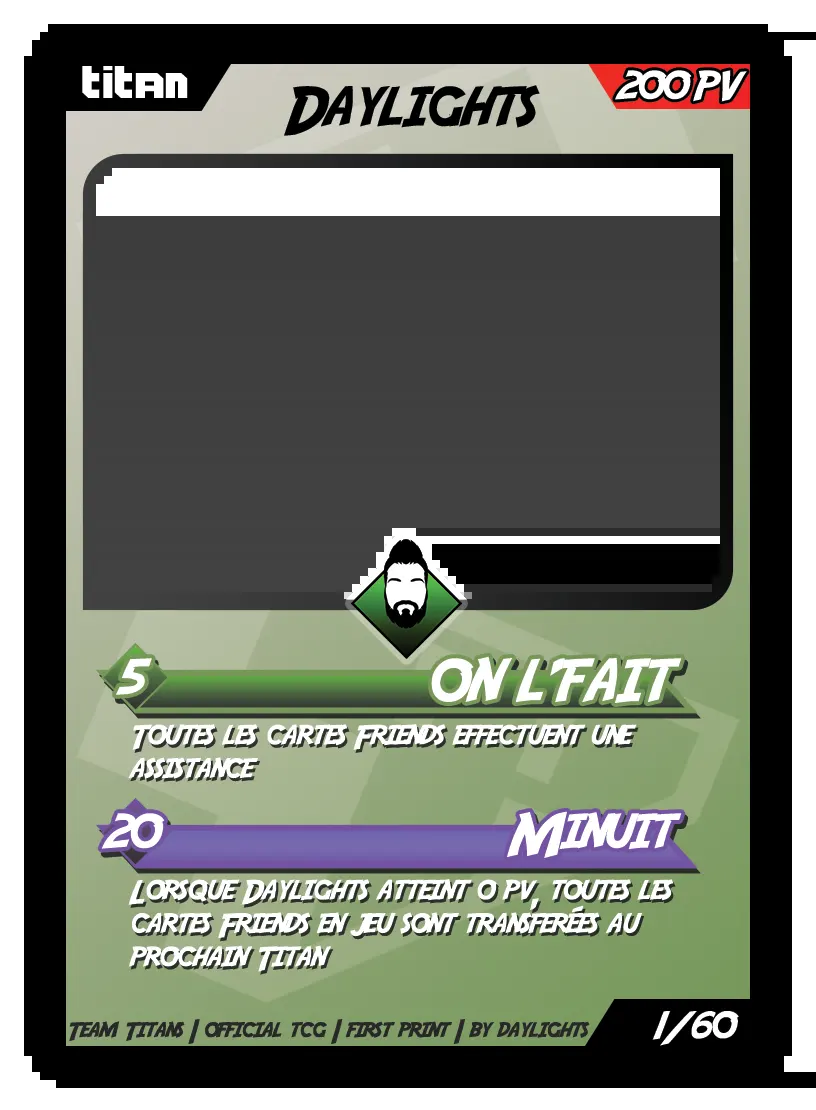 titan
DAYLIGHTS
200 PV
5
ON L'FAIT
TOUTES LES CARTES FRIENDS EFFECTUENT UNE
ASSISTANCE
20
MINUIT
LORSQUE DAYLIGHTS ATTEINT 0 PV, TOUTES LES
CARTES FRIENDS EN JEU SONT TRANSFERÉES AU
PROCHAIN TITAN
TEAM TITANS | OFFICIAL TCG | FIRST PRINT | BY DAYLIGHTS
1/60